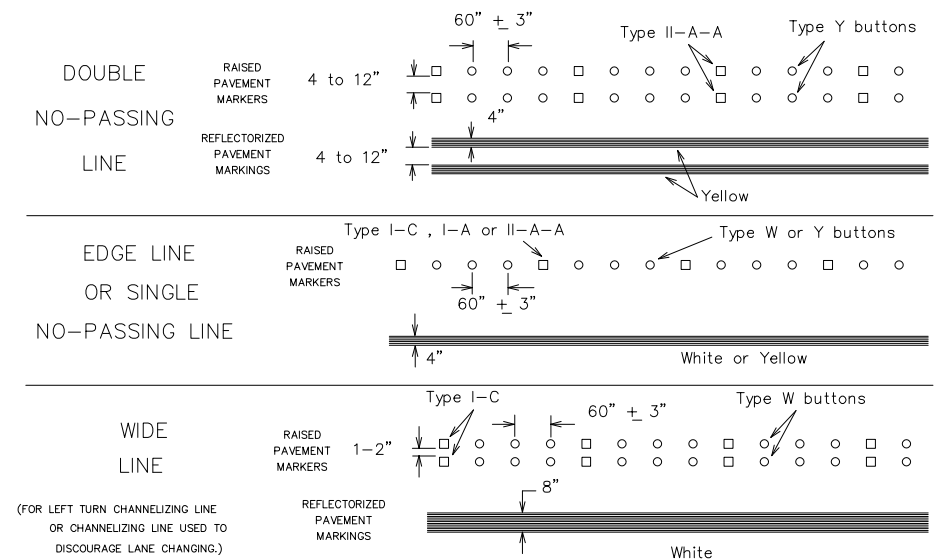 60” ± 3”
Type II–A–A
Type Y buttons
DOUBLE
NO–PASSING
LINE
RAISED
PAVEMENT
MARKERS
4 to 12”
4”
REFLECTORIZED
PAVEMENT
MARKINGS
4 to 12”
Yellow
EDGE LINE
OR SINGLE
NO–PASSING LINE
RAISED
PAVEMENT
MARKERS
Type I–C , I–A or II–A–A
Type W or Y buttons
60” ± 3”
4”
White or Yellow
WIDE
LINE
(FOR LEFT TURN CHANNELIZING LINE
OR CHANNELIZING LINE USED TO
DISCOURAGE LANE CHANGING.)
RAISED
PAVEMENT
MARKERS
1–2”
Type I–C
60” ± 3”
Type W buttons
REFLECTORIZED
PAVEMENT
MARKINGS
8”
White